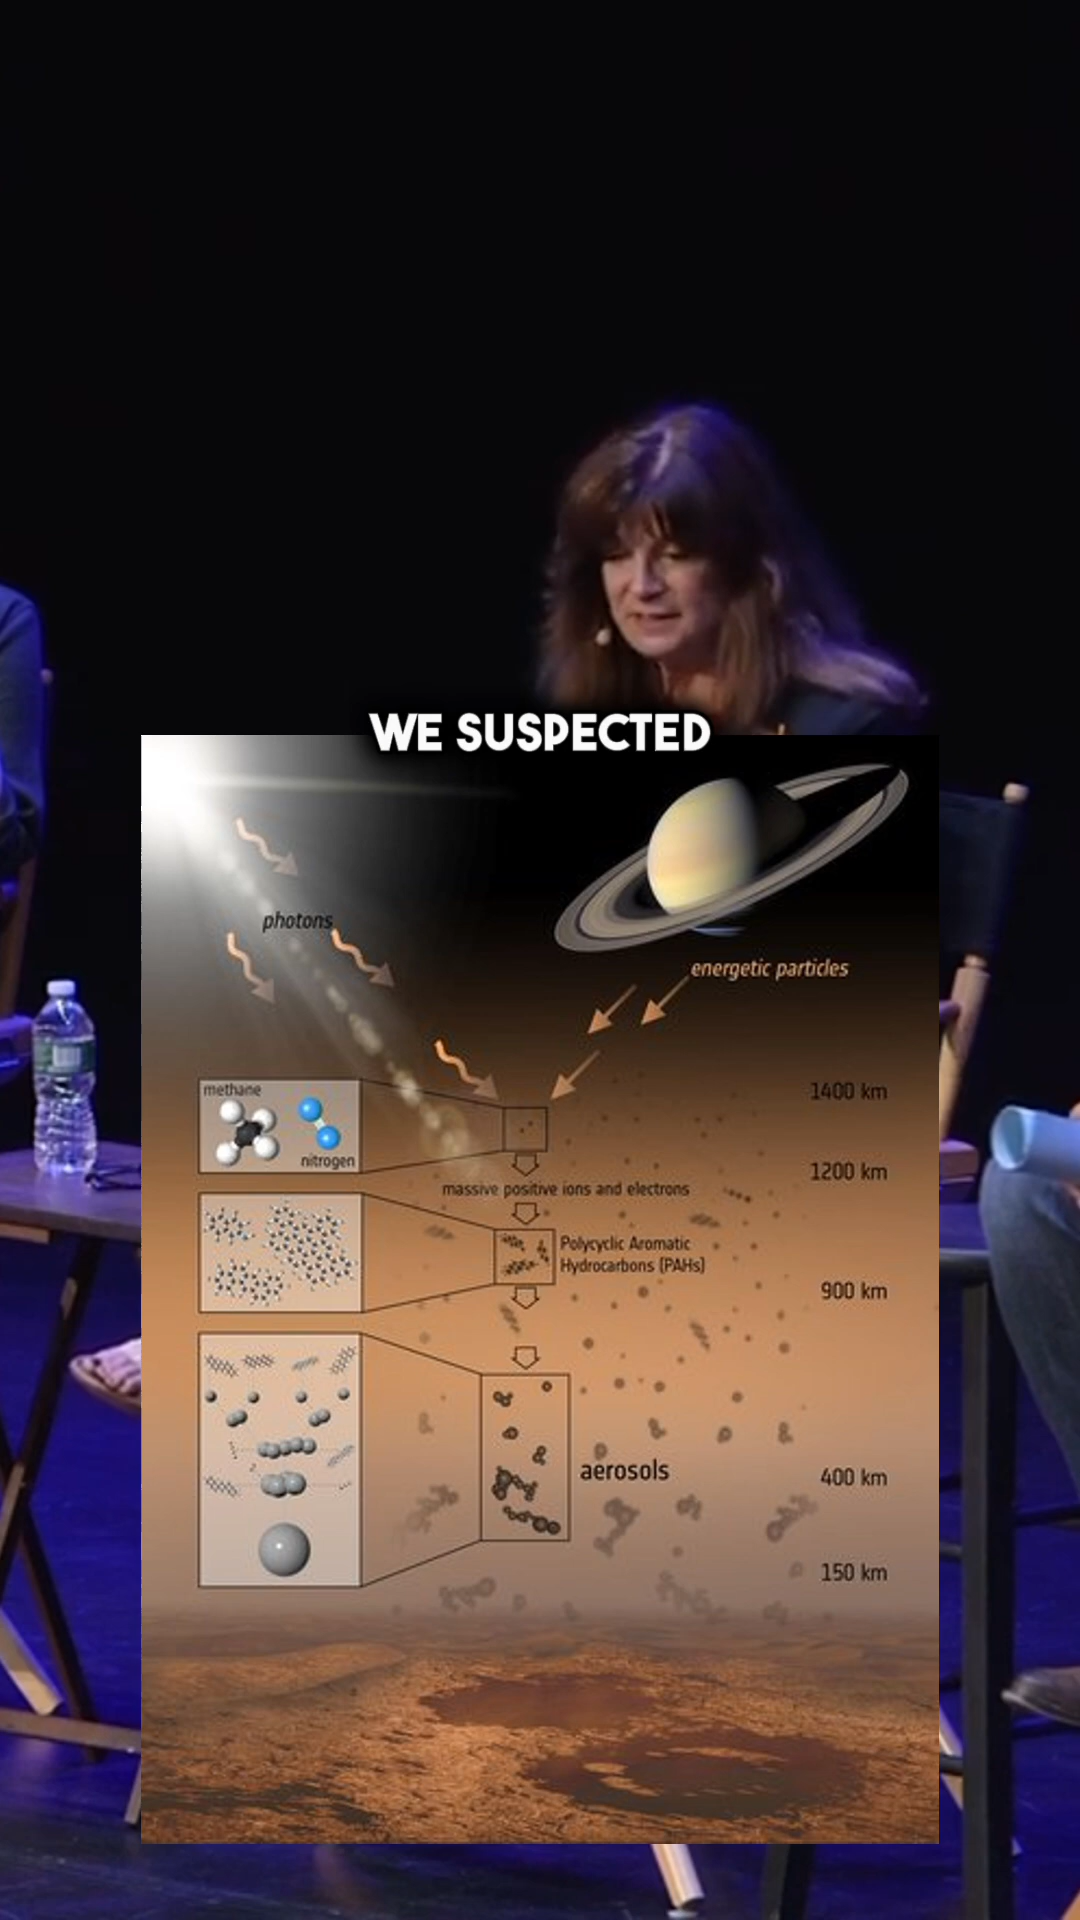 WE SUSPECTED
photons
energetic particles
methane
nitrogen
1400 km
1200 km
massive positive ions and electrons
Polycyclic Aromatic
Hydrocarbons (PAHs)
900 km
aerosols
400 km
150 km